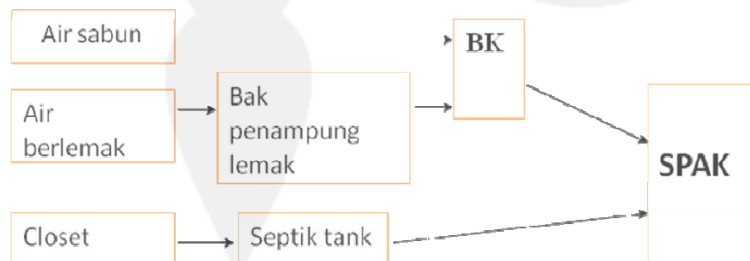 Air sabun
BK
Air
berlemak
Bak
penampung
lemak
SPAK
Closet
Septik tank